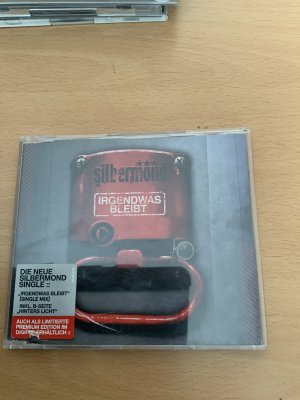 silbermond
IRGENDWAS
BLEIBT
DIE NEUE
SILBERMOND
SINGLE ::
„IRGENDWAS BLEIBT“
[SINGLE MIX]
INKL. B-SEITE
„HINTERS LICHT“
AUCH ALS LIMITIERTE
PREMIUM EDITION IM
DIGIPAK ERHÄLTLICH ::